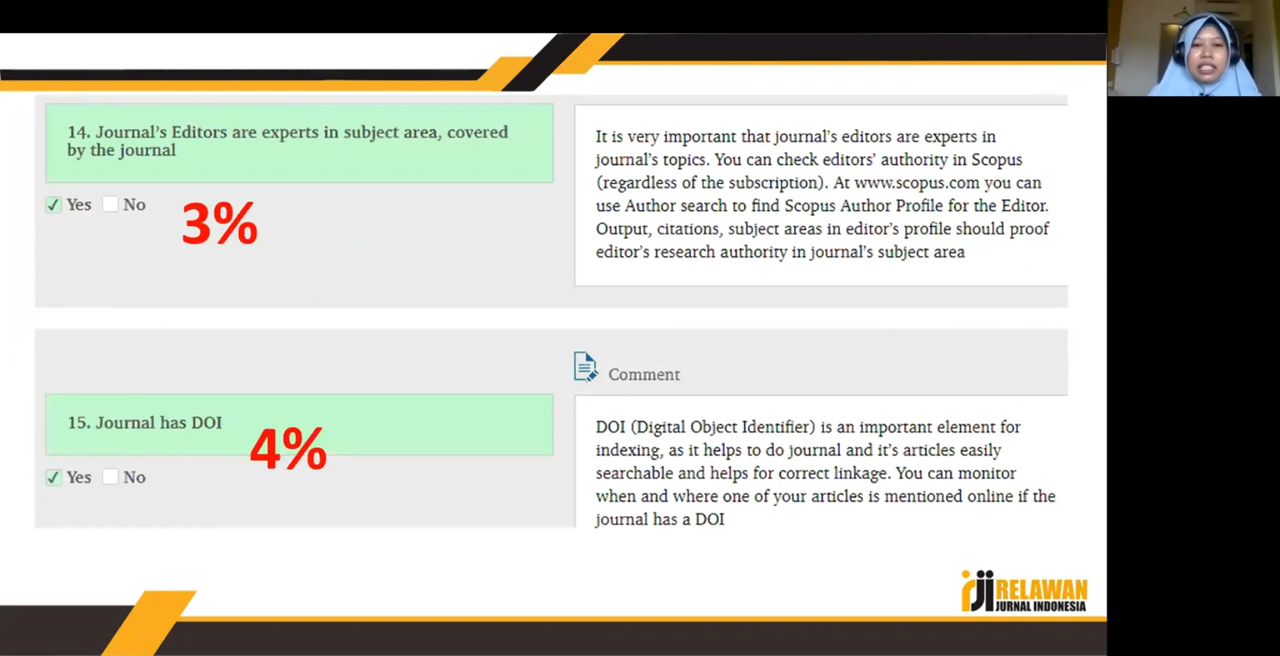 14. Journal's Editors are experts in subject area, covered
by the journal
Yes No
3%
It is very important that journal's editors are experts in
journal's topics. You can check editors' authority in Scopus
(regardless of the subscription). At www.scopus.com you can
use Author search to find Scopus Author Profile for the Editor.
Output, citations, subject areas in editor's profile should proof
editor's research authority in journal's subject area
Comment
15. Journal has DOI
4%
Yes No
DOI (Digital Object Identifier) is an important element for
indexing, as it helps to do journal and it's articles easily
searchable and helps for correct linkage. You can monitor
when and where one of your articles is mentioned online if the
journal has a DOI
rji RELAWAN
JURNAL INDONESIA